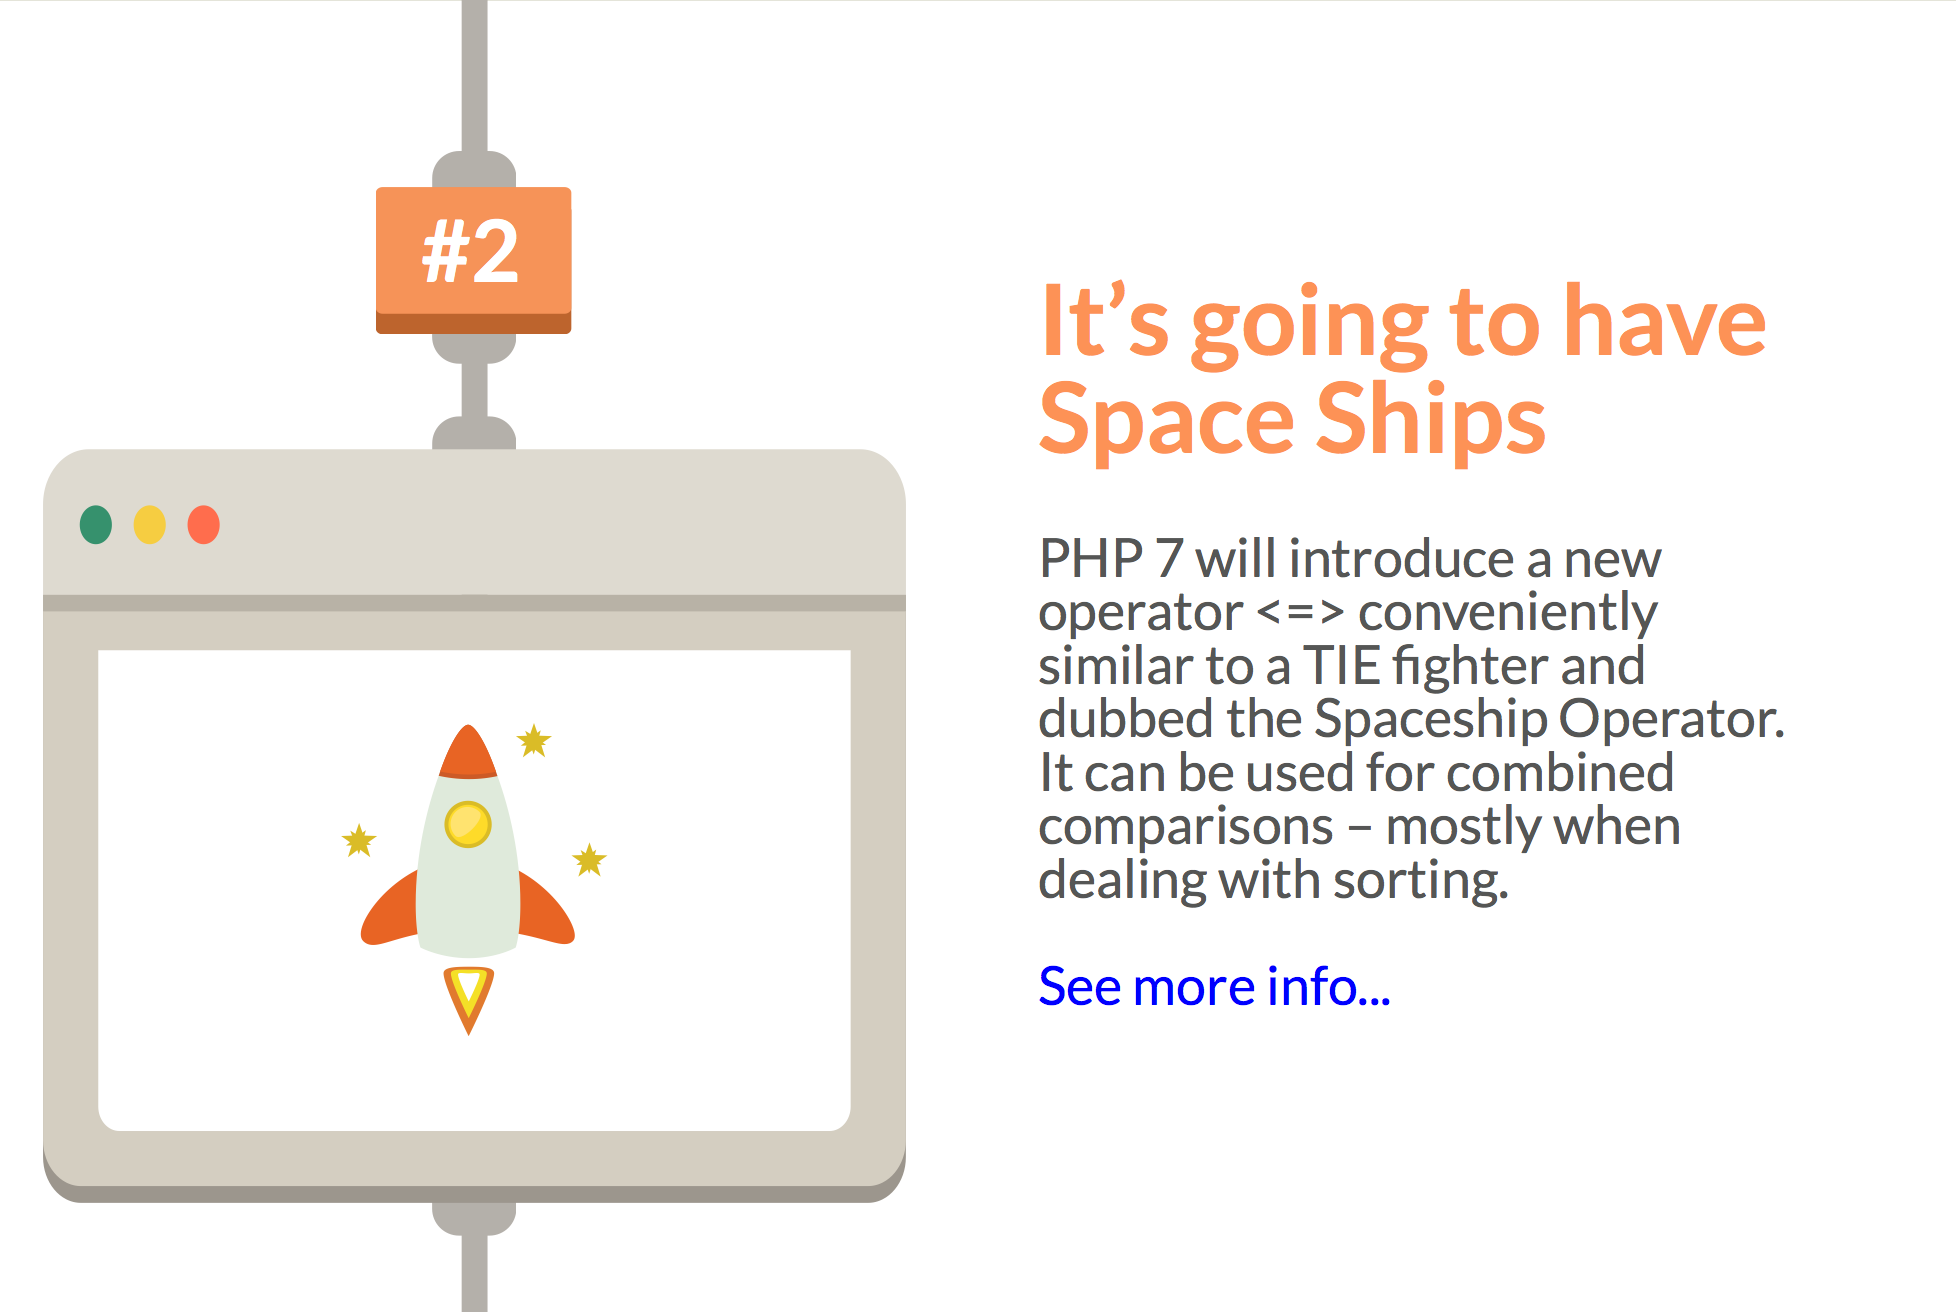 #2
It’s going to have
Space Ships
PHP 7 will introduce a new
operator <=> conveniently
similar to a TIE fighter and
dubbed the Spaceship Operator.
It can be used for combined
comparisons – mostly when
dealing with sorting.
See more info...